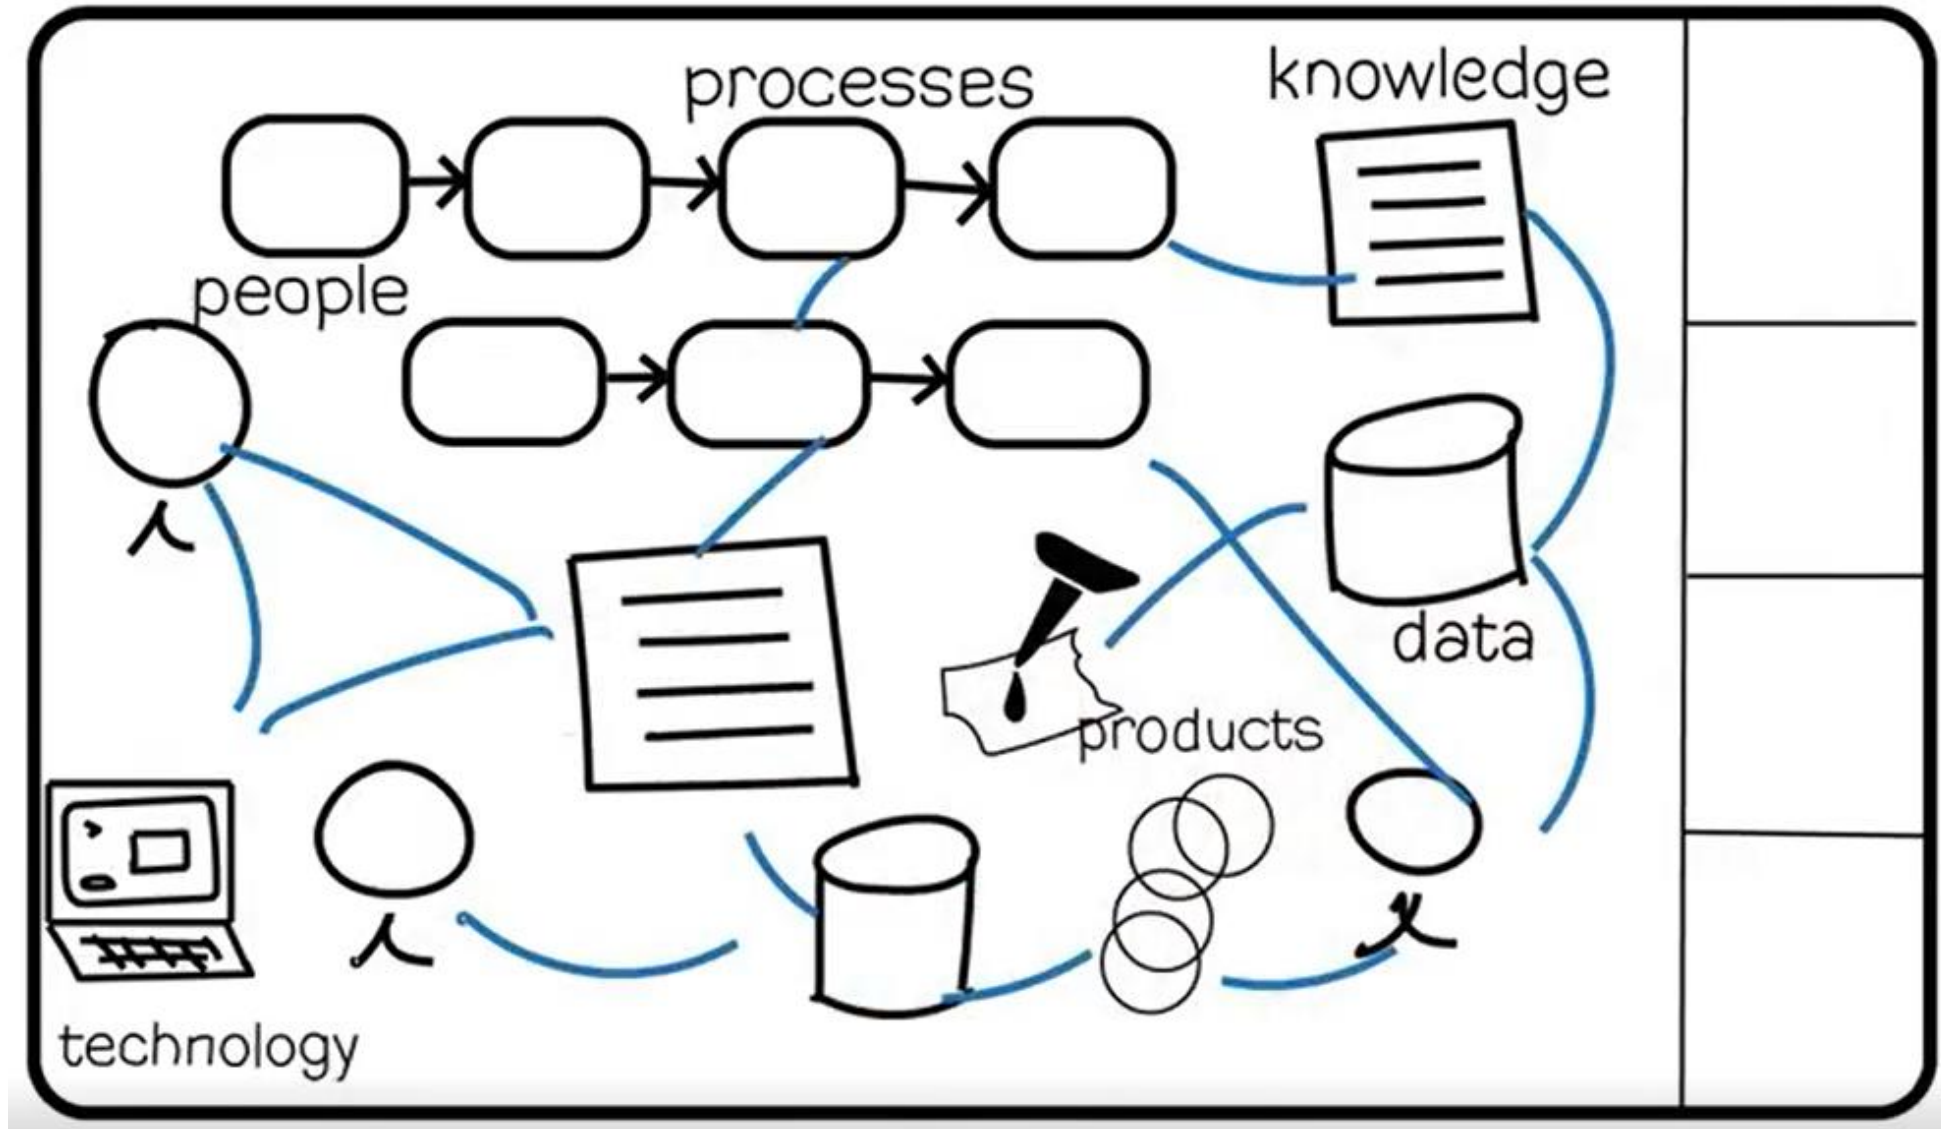 processes
knowledge
people
data
products
technology